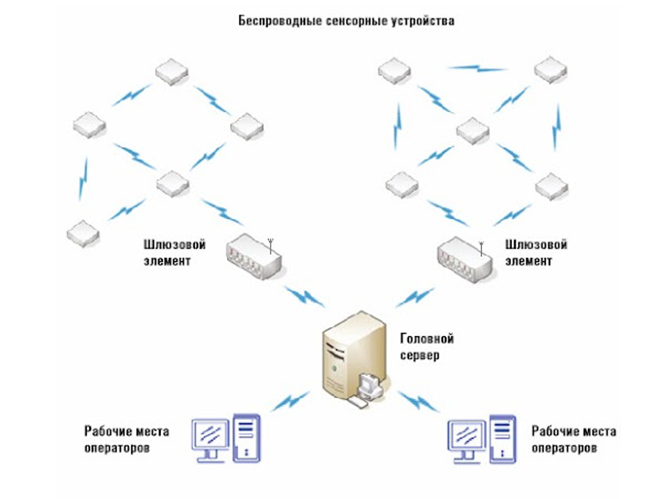 Беспроводные сенсорные устройства
Шлюзовой
элемент
Шлюзовой
элемент
Головной
сервер
Рабочие места
операторов
Рабочие места
операторов